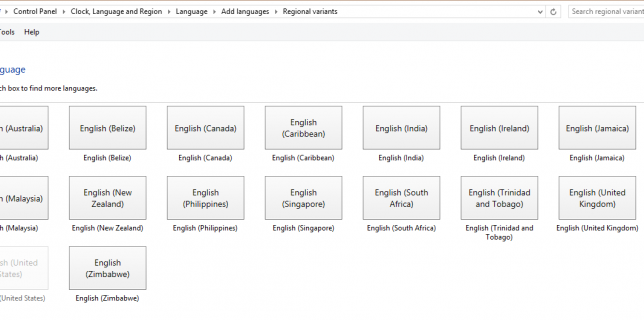 Control Panel › Clock, Language and Region › Language › Add languages › Regional variants
Search regional variant
Tools Help
guage
ch box to find more languages.
h (Australia) English (Belize) English (Canada) English (Caribbean) English (India) English (Ireland) English (Jamaica)
h (Australia) English (Belize) English (Canada) English (Caribbean) English (India) English (Ireland) English (Jamaica)
h (Malaysia) English (New Zealand) English (Philippines) English (Singapore) English (South Africa) English (Trinidad and Tobago) English (United Kingdom)
h (Malaysia) English (New Zealand) English (Philippines) English (Singapore) English (South Africa) English (Trinidad and Tobago) English (United Kingdom)
sh (United States) English (Zimbabwe)
(United States) English (Zimbabwe)